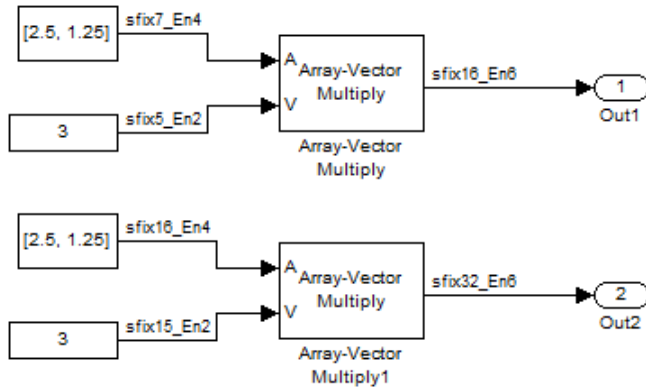 [2.5, 1.25]
sfix7_En4
3
sfix5_En2
A
V
Array-Vector
Multiply
Array-Vector
Multiply
sfix16_En6
1
Out1
[2.5, 1.25]
sfix16_En4
3
sfix15_En2
A
V
Array-Vector
Multiply
Array-Vector
Multiply1
sfix32_En6
2
Out2